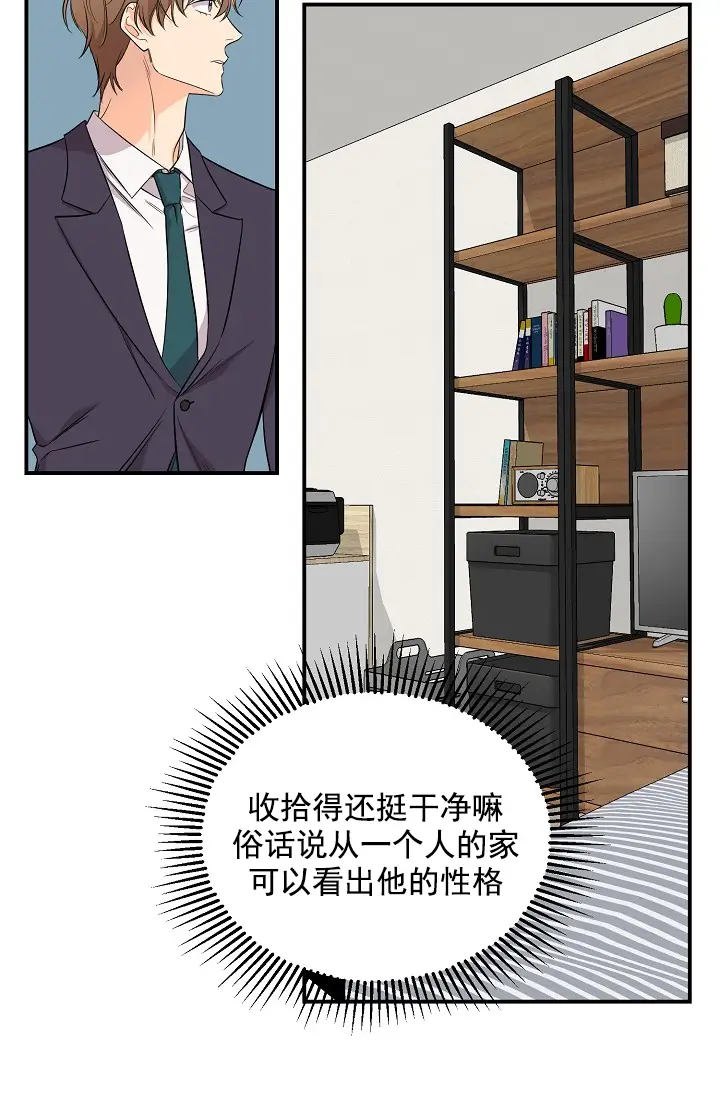 收拾得还挺干净嘛
俗话说从一个人的家
可以看出他的性格